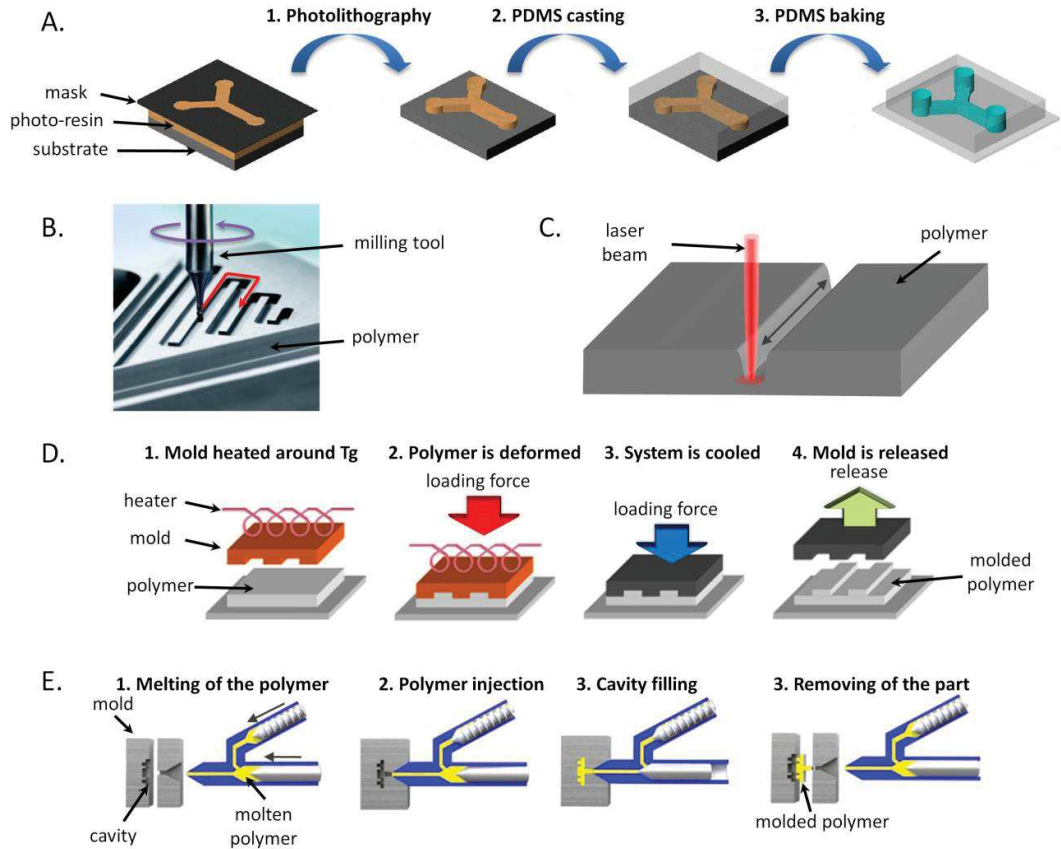 A.
1. Photolithography
2. PDMS casting
3. PDMS baking
mask
photo-resin
substrate
B.
milling tool
polymer
C.
laser
beam
polymer
D.
1. Mold heated around Tg
2. Polymer is deformed
3. System is cooled
4. Mold is released
heater
mold
polymer
loading force
loading force
release
molded
polymer
E.
1. Melting of the polymer
2. Polymer injection
3. Cavity filling
3. Removing of the part
mold
cavity
molten
polymer
molded polymer